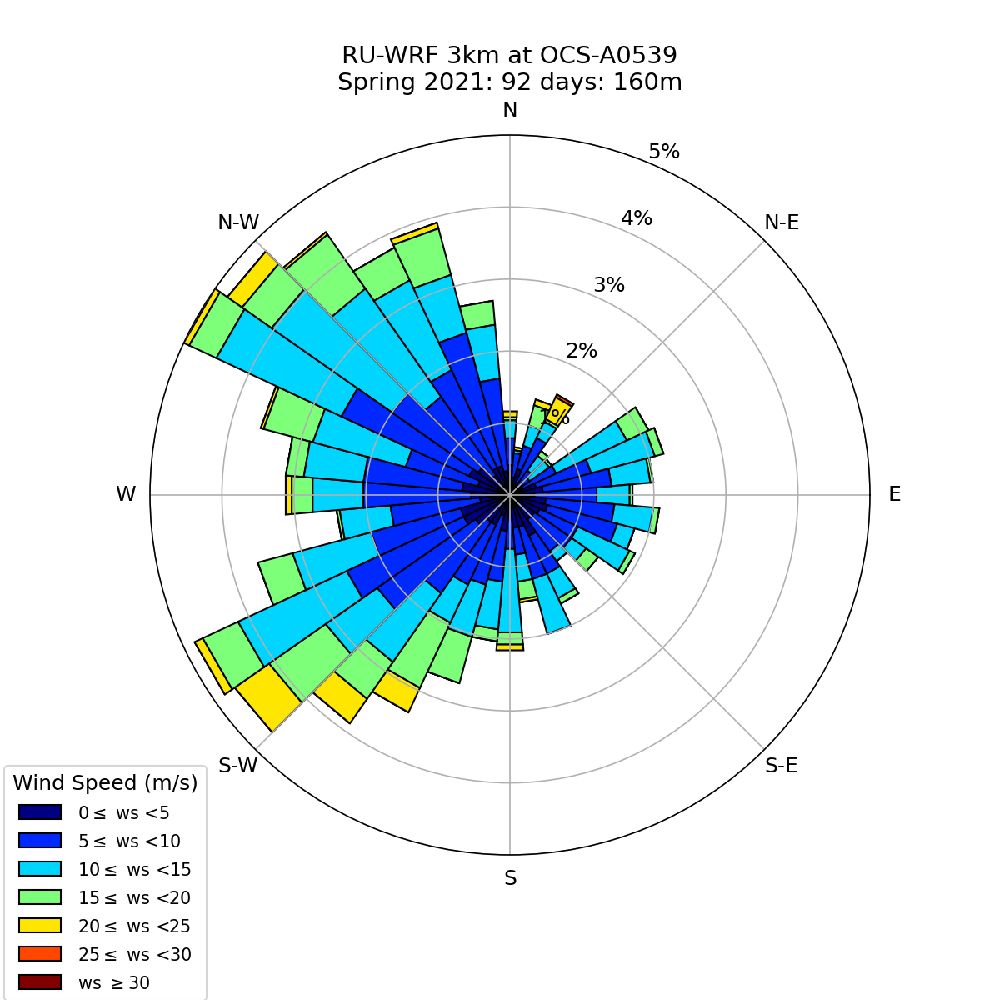 RU-WRF 3km at OCS-A0539
Spring 2021: 92 days: 160m
N
5%
N-W
4%
N-E
3%
2%
1%
W
E
S-W
S-E
S
Wind Speed (m/s)
0≤ ws <5
5≤ ws <10
10≤ ws <15
15≤ ws <20
20≤ ws <25
25≤ ws <30
ws ≥30